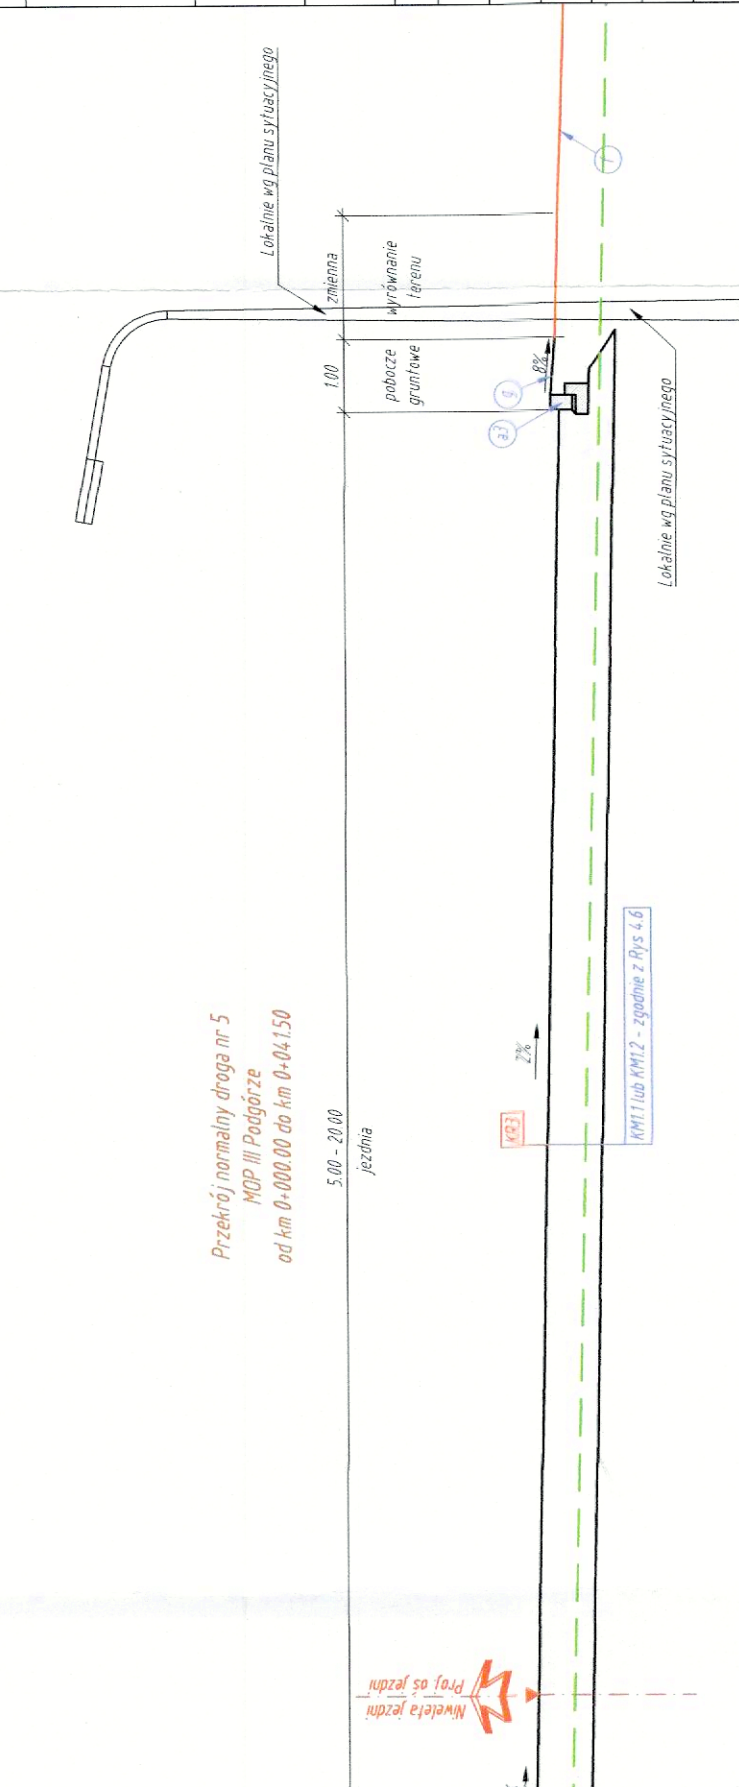 Lokalnie wg planu sytuacyjnego
zmienna
wyrównanie
terenu
1.00
pobocze
gruntowe
8%
f
g
a3
Lokalnie wg planu sytuacyjnego
Przekrój normalny droga nr 5
MOP III Podgórze
od km 0+000.00 do km 0+041.50
5.00 - 20.00
jezdnia
2%
KR3
KM1.1 lub KM1.2 - zgodnie z Rys 4.6
Proj. oś jezdni
Niweleta jezdni